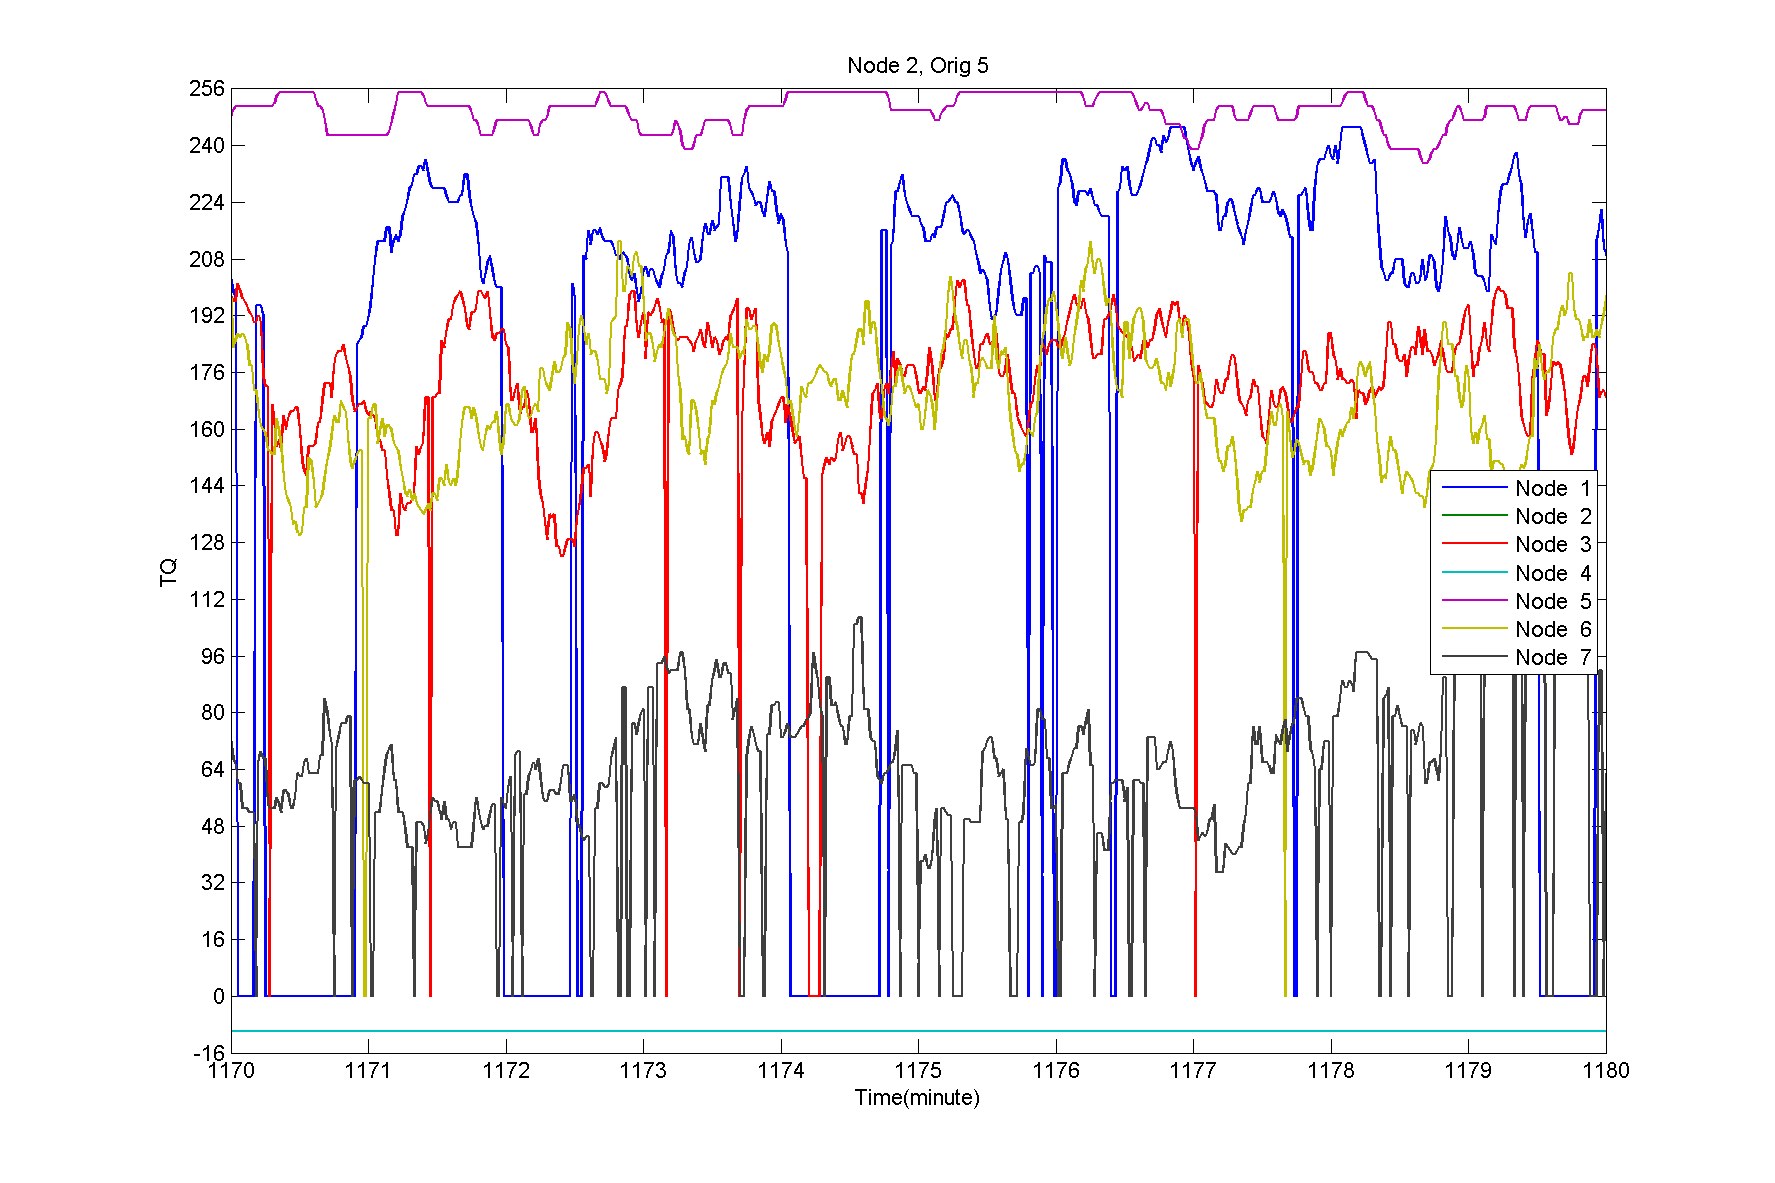 Node 2, Orig 5
256
240
224
208
192
176
160
144
128
112
96
80
64
48
32
16
0
-16
TQ
1170 1171 1172 1173 1174 1175 1176 1177 1178 1179 1180
Time(minute)
Node 1
Node 2
Node 3
Node 4
Node 5
Node 6
Node 7